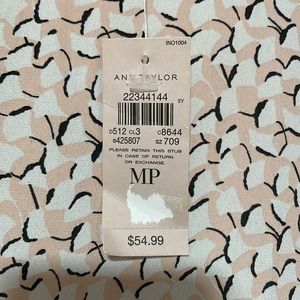 INO1004
ANN TAYLOR
22344144
SY
D512 CL3 C8644
S425807 SZ 709
PLEASE RETAIN THIS STUB
IN CASE OF RETURN
OR EXCHANGE.
MP
$54.99